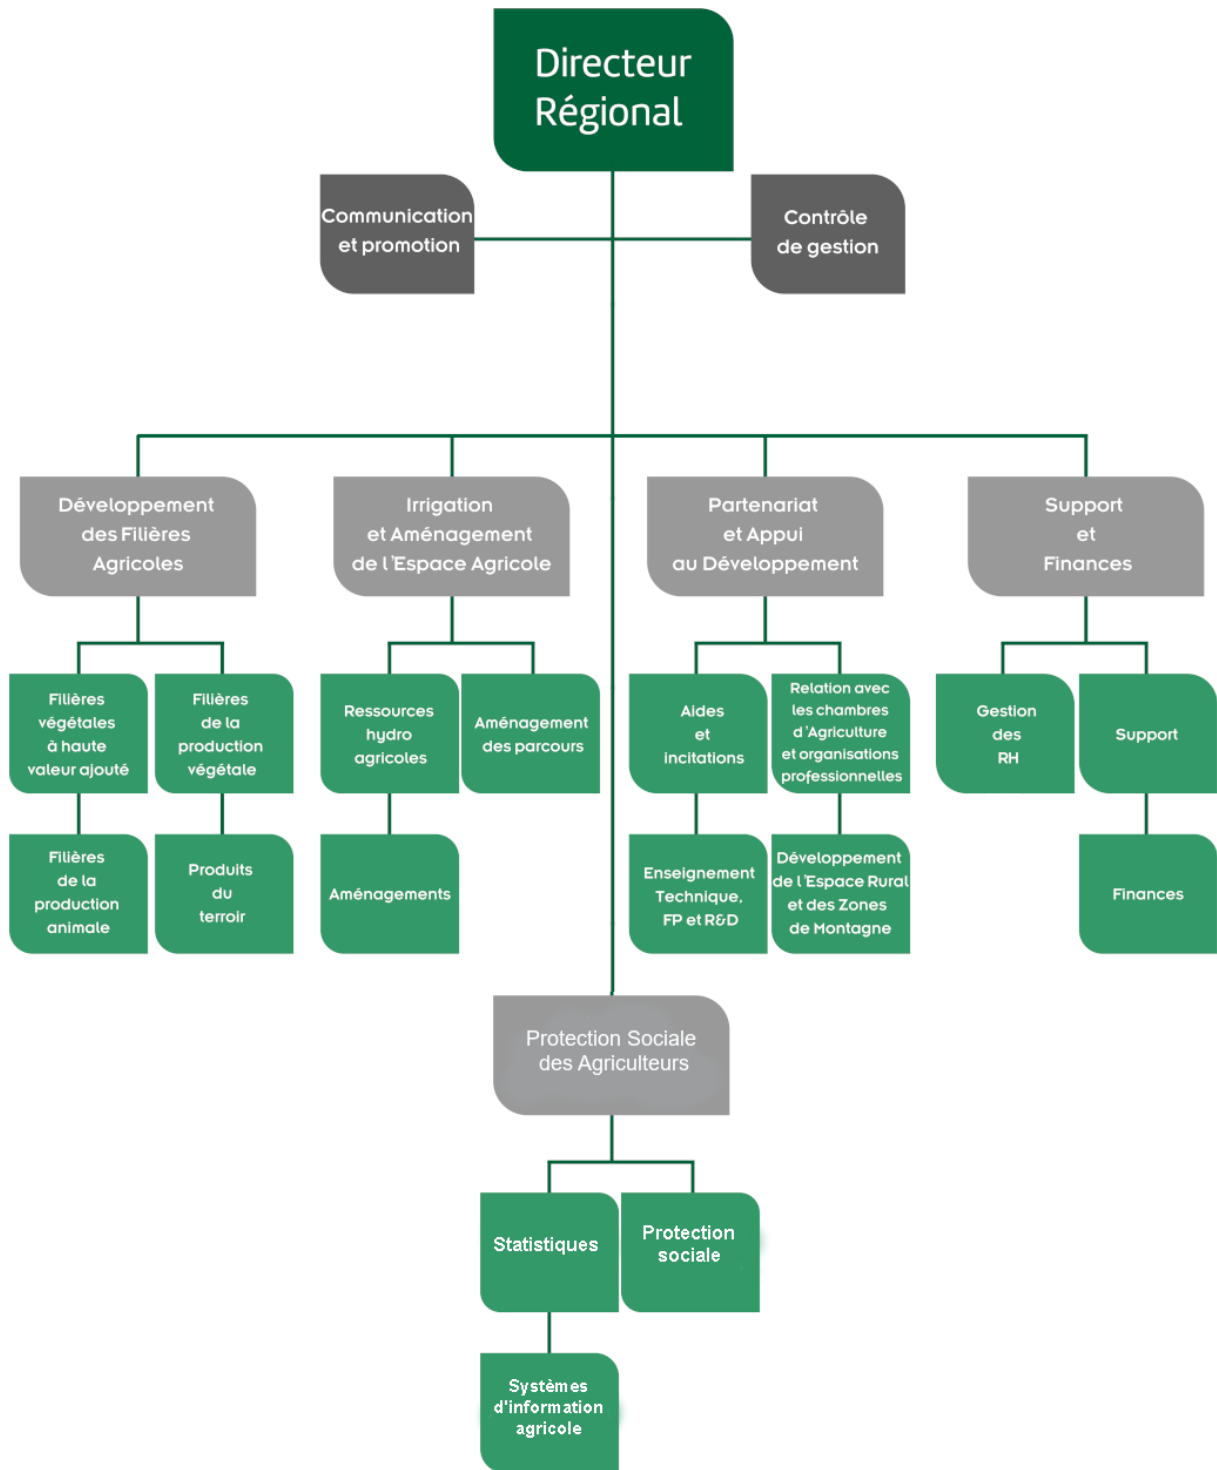 Directeur
Régional
Communication
et promotion
Contrôle
de gestion
Développement
des Filières
Agricoles
Irrigation
et Aménagement
de l'Espace Agricole
Partenariat
et Appui
au Développement
Support
et
Finances
Filières
végétales
à haute
valeur ajouté
Filières
de la
production
végétale
Ressources
hydro
agricoles
Aménagement
des parcours
Aides
et
incitations
Relation avec
les chambres
d'Agriculture
et organisations
professionnelles
Gestion
des
RH
Support
Filières
de la
production
animale
Produits
du
terroir
Aménagements
Enseignement
Technique,
FP et R&D
Développement
de l'Espace Rural
et des Zones
de Montagne
Finances
Protection Sociale
des Agriculteurs
Statistiques
Protection
sociale
Systèmes
d'information
agricole